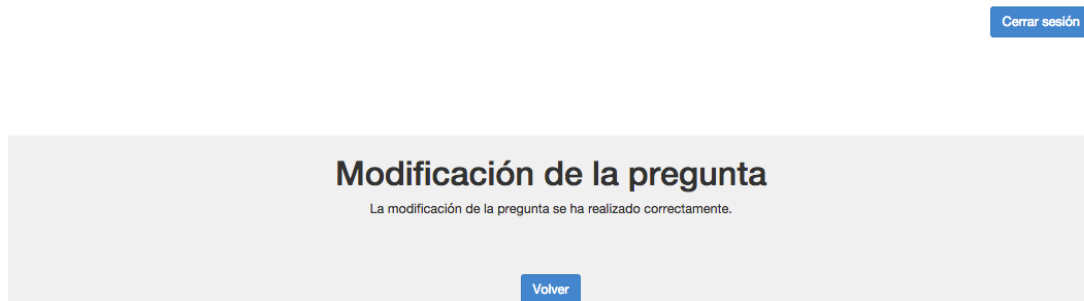 Cerrar sesión
Modificación de la pregunta
La modificación de la pregunta se ha realizado correctamente.
Volver